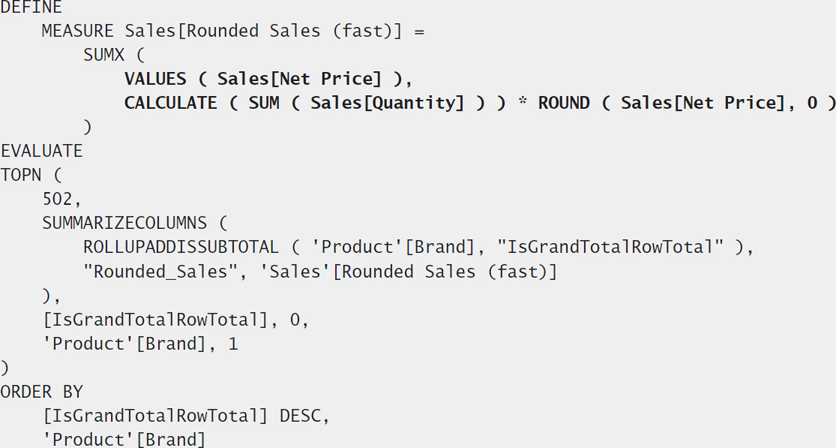 DEFINE
MEASURE Sales[Rounded Sales (fast)] =
SUMX (
VALUES ( Sales[Net Price] ),
CALCULATE ( SUM ( Sales[Quantity] ) ) * ROUND ( Sales[Net Price], 0 )
)
EVALUATE
TOPN (
502,
SUMMARIZECOLUMNS (
ROLLUPADDISSUBTOTAL ( 'Product'[Brand], "IsGrandTotalRowTotal" ),
"Rounded_Sales", 'Sales'[Rounded Sales (fast)]
),
[IsGrandTotalRowTotal], 0,
'Product'[Brand], 1
)
ORDER BY
[IsGrandTotalRowTotal] DESC,
'Product'[Brand]